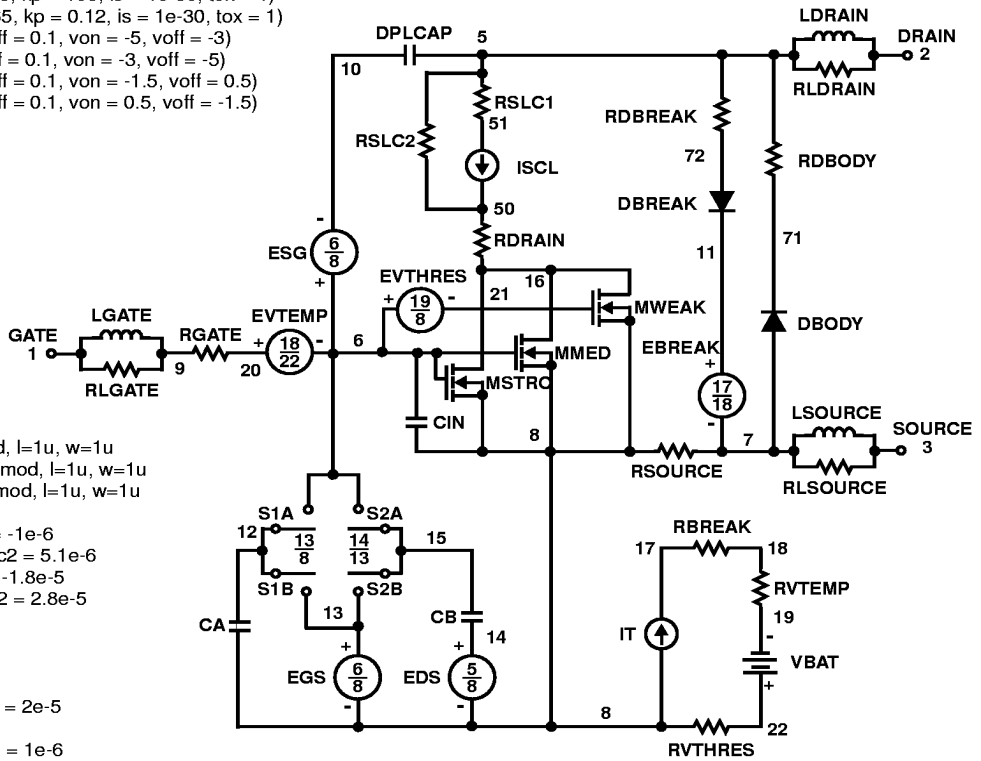 5, kp = 0.12, is = 1e-30, tox = 1)
ff = 0.1, von = -5, voff = -3)
f = 0.1, von = -3, voff = -5)
ff = 0.1, von = -1.5, voff = 0.5)
ff = 0.1, von = 0.5, voff = -1.5)
LDRAIN
DPLCAP
5
DRAIN
2
10
RLDRAIN
RSLC1
51
RDBREAK
RSLC2
72
RDBODY
ISCL
DBREAK
50
-
RDRAIN
11
71
ESG
6
8
+
EVTHRES
16
+
19
8
-
21
MWEAK
LGATE
EVTEMP
GATE
1
RGATE
+
18
22
-
6
EBREAK
DBODY
MMED
+
9
20
RLGATE
MSTRO
17
18
-
CIN
LSOURCE
SOURCE
3
8
7
d, l=1u, w=1u
mod, l=1u, w=1u
mod, l=1u, w=1u
RSOURCE
RLSOURCE
S1A
S2A
= -1e-6
c2 = 5.1e-6
-1.8e-5
2 = 2.8e-5
12
13
8
14
13
15
RBREAK
17
18
S1B
S2B
RVTEMP
13
CA
CB
19
IT
-
+
14
+
VBAT
EGS
6
8
EDS
5
8
+
-
-
= 2e-5
8
22
RVTHRES
= 1e-6